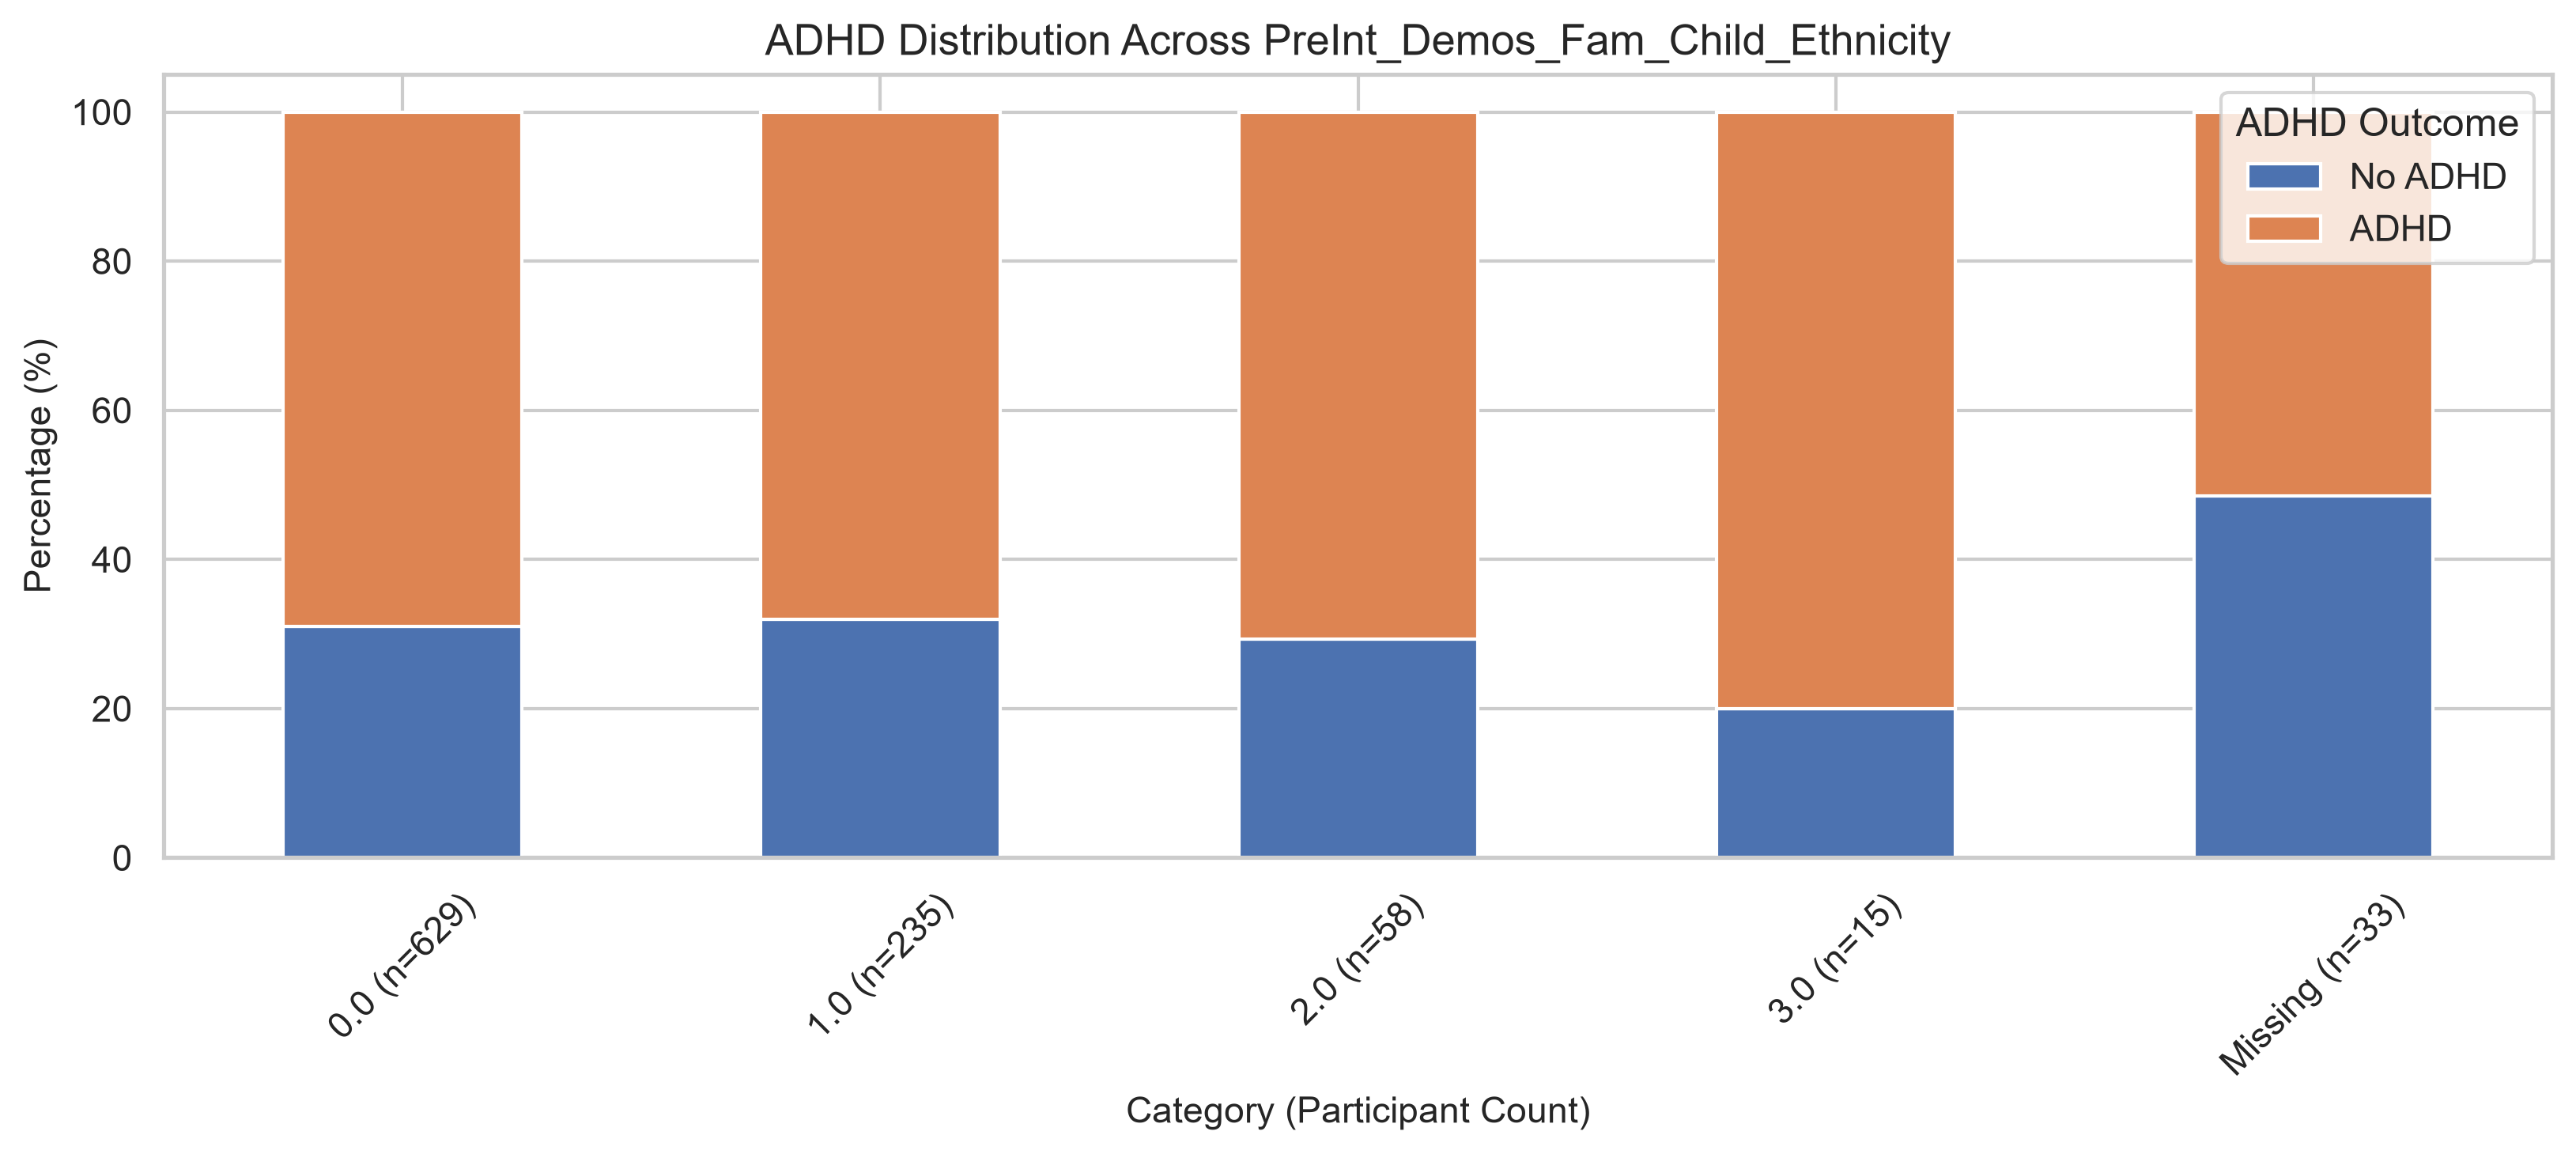 ADHD Distribution Across PreInt_Demos_Fam_Child_Ethnicity
Percentage (%)
100
80
60
40
20
0
ADHD Outcome
No ADHD
ADHD
0.0 (n=629)
1.0 (n=235)
2.0 (n=58)
3.0 (n=15)
Missing (n=33)
Category (Participant Count)